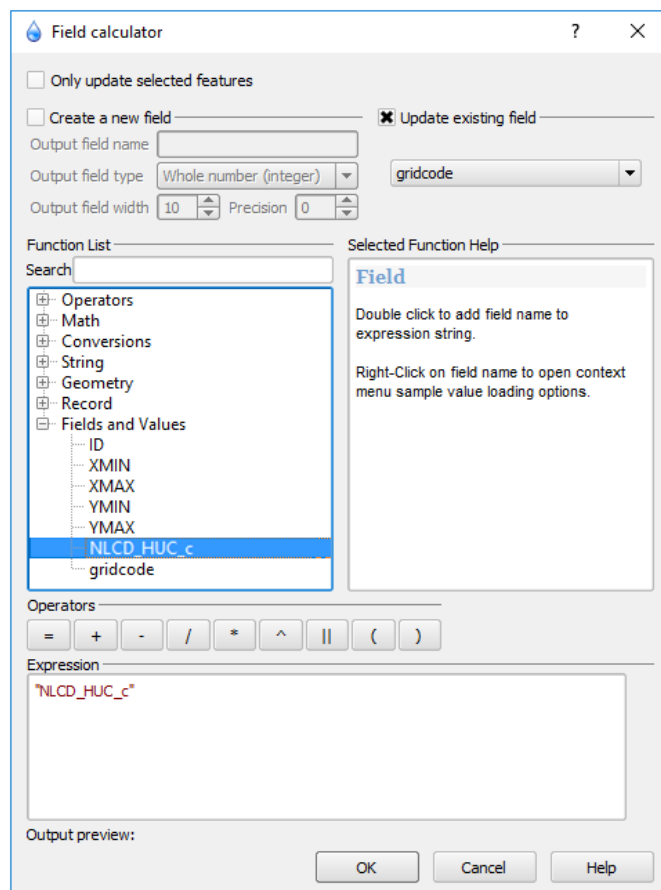 Field calculator
Only update selected features
Create a new field
Update existing field
Output field name
Output field type Whole number (integer)
gridcode
Output field width 10 Precision 0
Function List
Selected Function Help
Search
Field
Operators
Math
Conversions
String
Geometry
Record
Fields and Values
ID
XMIN
XMAX
YMIN
YMAX
NLCD_HUC_c
gridcode
Double click to add field name to
expression string.
Right-Click on field name to open context
menu sample value loading options.
Operators
= + - / * ^ || ( )
Expression
"NLCD_HUC_c"
Output preview:
OK Cancel Help